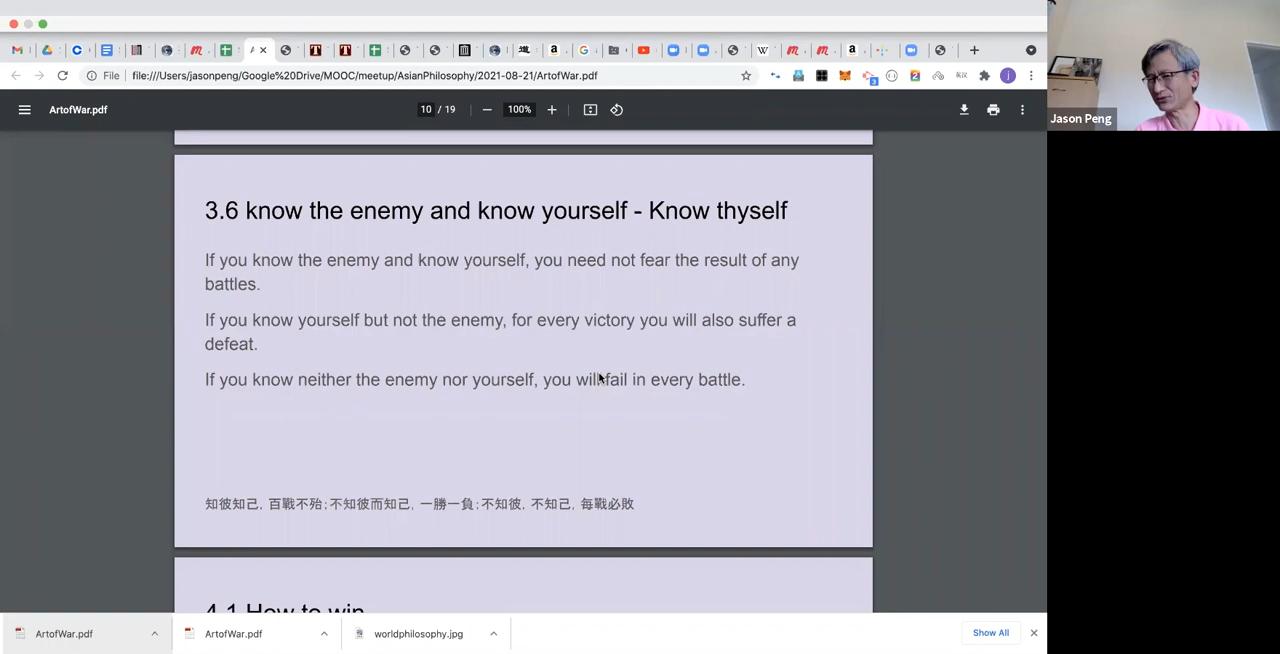 File file:///Users/jasonpeng/Google%20Drive/MOOC/meetup/AsianPhilosophy/2021-08-21/ArtofWar.pdf
Jason Peng
ArtofWar.pdf 10 / 19 100%
3.6 know the enemy and know yourself - Know thyself
If you know the enemy and know yourself, you need not fear the result of any
battles.
If you know yourself but not the enemy, for every victory you will also suffer a
defeat.
If you know neither the enemy nor yourself, you will fail in every battle.
知彼知己, 百戰不殆;不知彼而知己, 一勝一負;不知彼, 不知己, 每戰必敗
4.1 How to win
ArtofWar.pdf ArtofWar.pdf worldphilosophy.jpg Show All